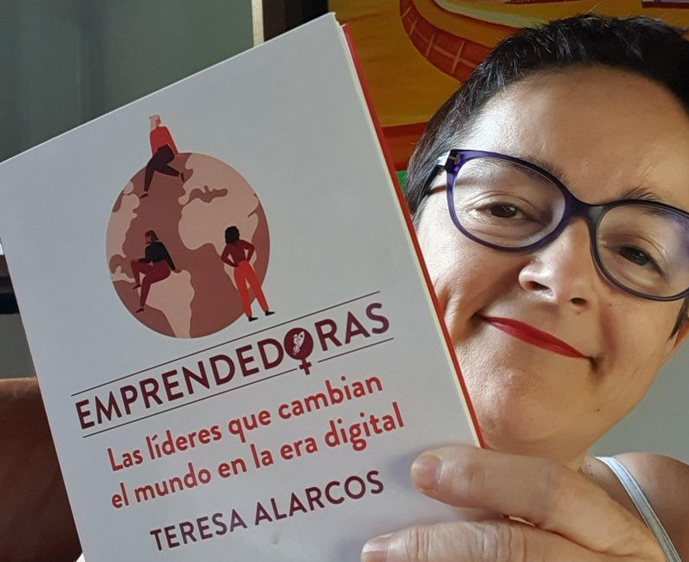 EMPRENDEDORAS
Las líderes que cambian
el mundo en la era digital
TERESA ALARCOS